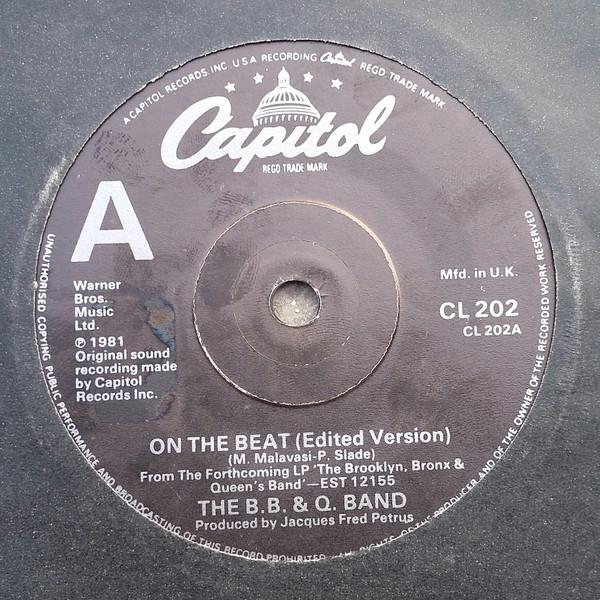 A CAPITOL RECORDS INC. U S A RECORDING Capitol REGD TRADE MARK
Capitol
REGD TRADE MARK
A
Warner
Bros.
Music
Ltd.
℗ 1981
Original sound
recording made
by Capitol
Records Inc.
Mfd. in U.K.
CL 202
CL 202A
ON THE BEAT (Edited Version)
(M. Malavasi-P. Slade)
From The Forthcoming LP 'The Brooklyn, Bronx &
Queen's Band'—EST 12155
THE B.B. & Q. BAND
Produced by Jacques Fred Petrus
UNAUTHORISED COPYING PUBLIC PERFORMANCE AND BROADCASTING OF THIS RECORD PROHIBITED — ALL RIGHTS OF THE PRODUCER AND OF THE OWNER OF THE RECORDED WORK RESERVED